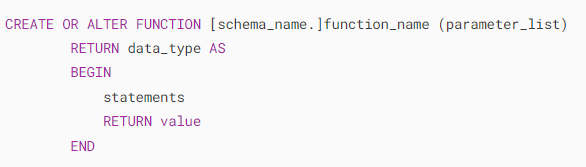 CREATE OR ALTER FUNCTION [schema_name.]function_name (parameter_list)
RETURN data_type AS
BEGIN
statements
RETURN value
END